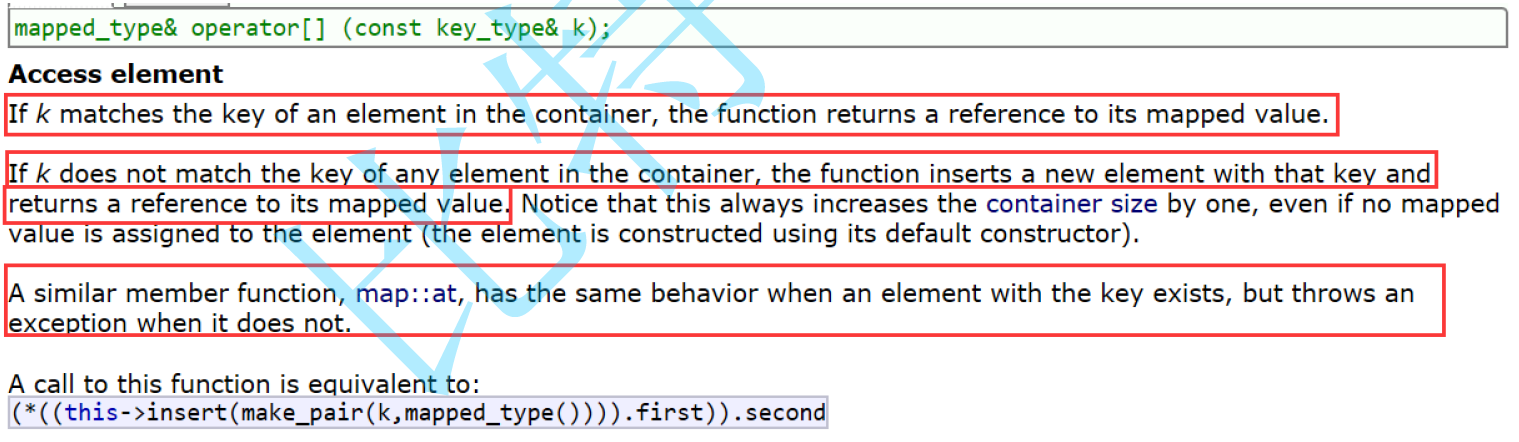 mapped_type& operator[] (const key_type& k);
Access element
If k matches the key of an element in the container, the function returns a reference to its mapped value.
If k does not match the key of any element in the container, the function inserts a new element with that key and
returns a reference to its mapped value. Notice that this always increases the container size by one, even if no mapped
value is assigned to the element (the element is constructed using its default constructor).
A similar member function, map::at, has the same behavior when an element with the key exists, but throws an
exception when it does not.
A call to this function is equivalent to:
(*((this->insert(make_pair(k,mapped_type()))).first)).second
比特